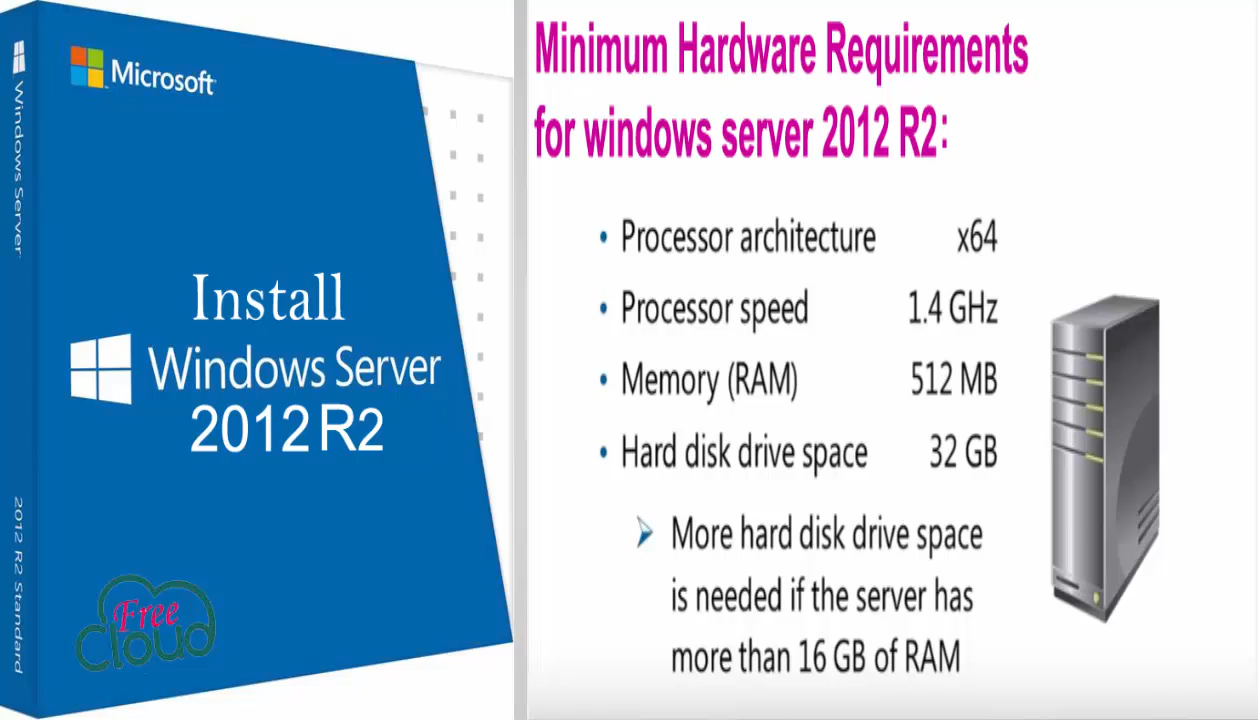 Microsoft
Windows Server
2012 R2 Standard
Install
Windows Server
2012 R2
Free
cloud
Minimum Hardware Requirements
for windows server 2012 R2:
• Processor architecture x64
• Processor speed 1.4 GHz
• Memory (RAM) 512 MB
• Hard disk drive space 32 GB
More hard disk drive space
is needed if the server has
more than 16 GB of RAM